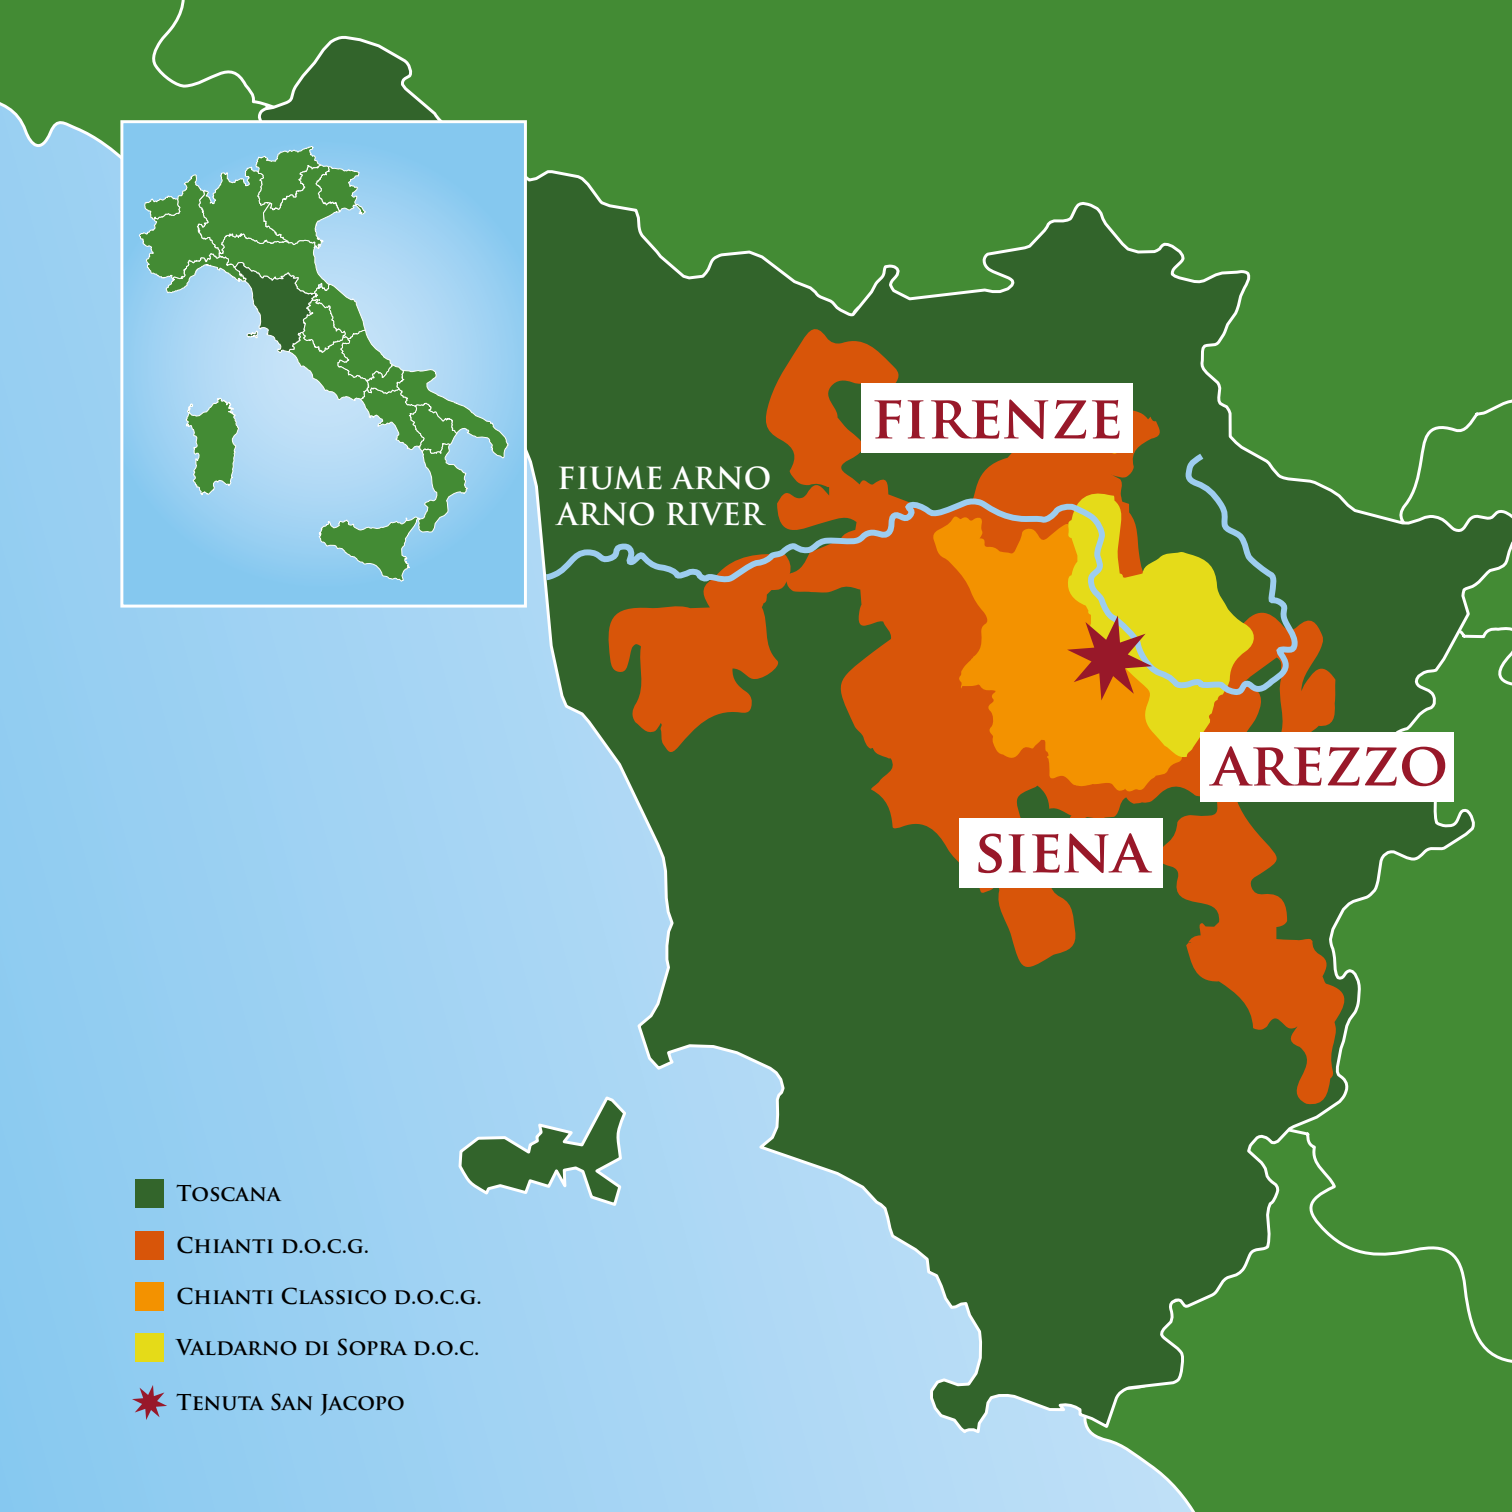 FIRENZE
FIUME ARNO
ARNO RIVER
AREZZO
SIENA
Toscana
Chianti d.o.c.g.
Chianti Classico d.o.c.g.
Valdarno di Sopra d.o.c.
Tenuta San Jacopo